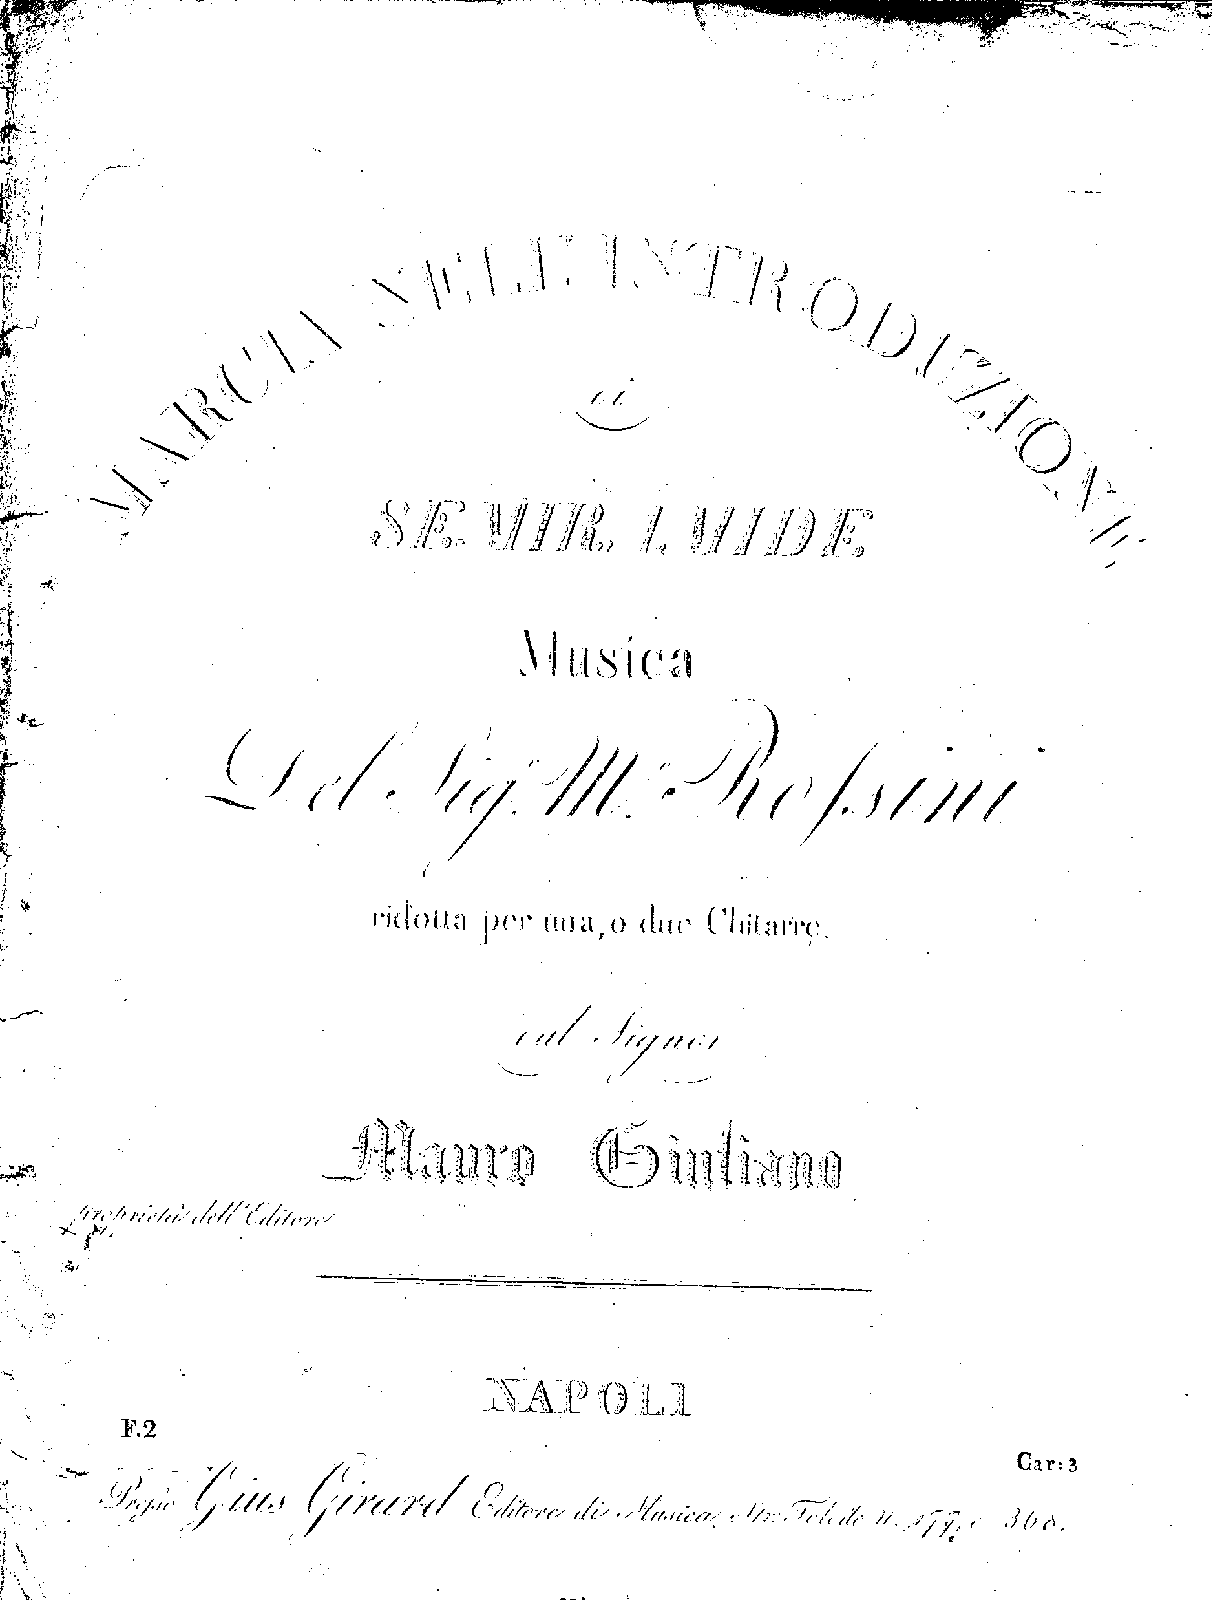 MARCIA NELL'INTRODUZIONE
di
SEMIRAMIDE
Musica
Del Sig.r M.o Rossini
ridotta per una, o due Chitarre.
dal Signor
Mauro Giuliano
proprietà dell'Editore
NAPOLI
F.2
Car: 3
Presso Gius Girard Editore di Musica, Str. Toledo n. 177, e 368.